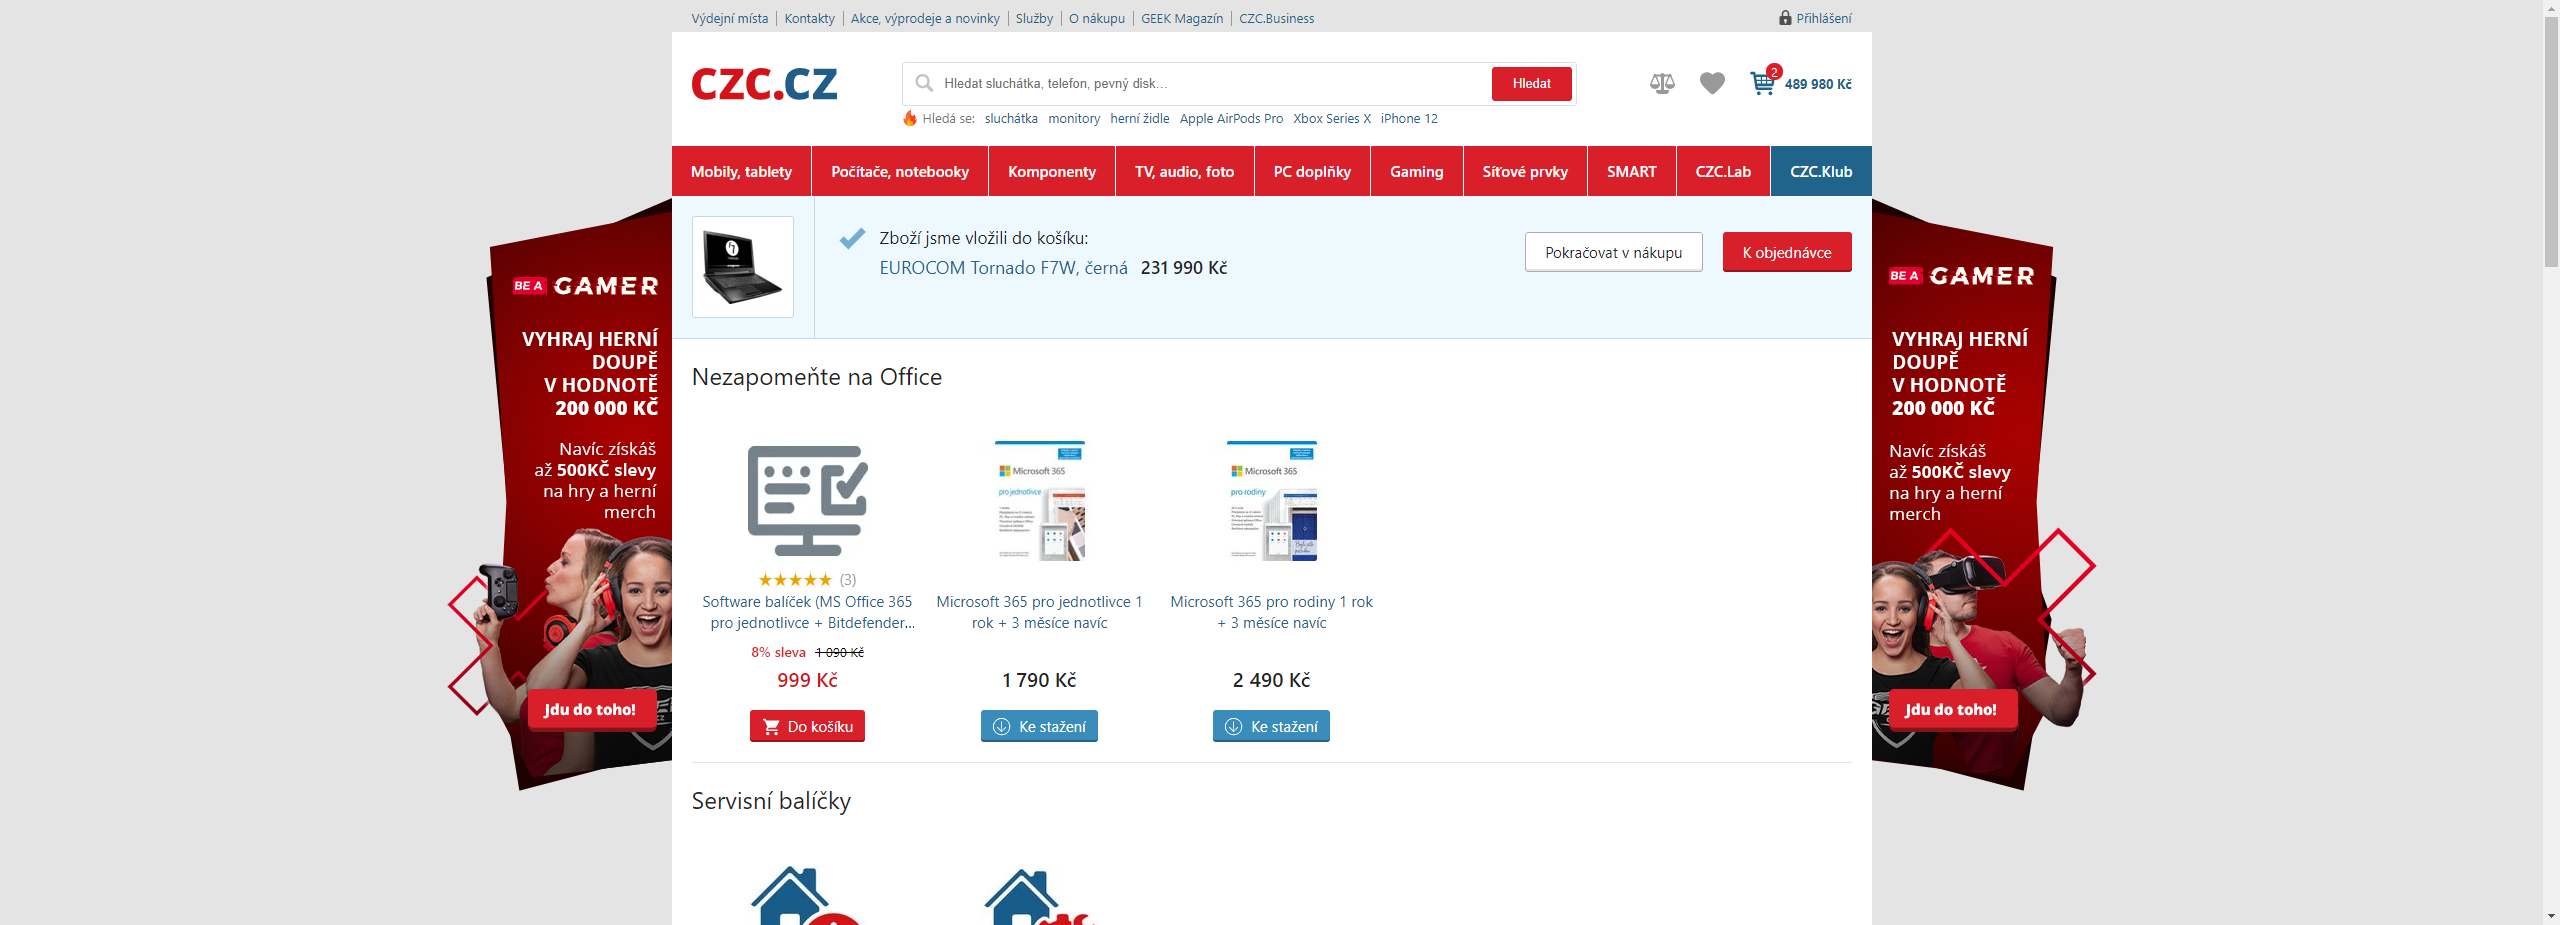 Výdejní místa
Kontakty
Akce, výprodeje a novinky
Služby
O nákupu
GEEK Magazín
CZC.Business
Přihlášení
CZC.CZ
Hledat sluchátka, telefon, pevný disk...
Hledat
2
489 980 Kč
Hledá se:
sluchátka
monitory
herní židle
Apple AirPods Pro
Xbox Series X
iPhone 12
Mobily, tablety
Počítače, notebooky
Komponenty
TV, audio, foto
PC doplňky
Gaming
Síťové prvky
SMART
CZC.Lab
CZC.Klub
Zboží jsme vložili do košíku:
EUROCOM Tornado F7W, černá 231 990 Kč
Pokračovat v nákupu
K objednávce
BE A GAMER
VYHRAJ HERNÍ
DOUPĚ
V HODNOTĚ
200 000 KČ
Navíc získáš
až 500KČ slevy
na hry a herní
merch
Jdu do toho!
Nezapomeňte na Office
Microsoft 365
pro jednotlivce
Microsoft 365
pro rodiny
(3)
Software balíček (MS Office 365
pro jednotlivce + Bitdefender...
8% sleva 1 090 Kč
999 Kč
Do košíku
Microsoft 365 pro jednotlivce 1
rok + 3 měsíce navíc
1 790 Kč
Ke stažení
Microsoft 365 pro rodiny 1 rok
+ 3 měsíce navíc
2 490 Kč
Ke stažení
Servisní balíčky
BE A GAMER
VYHRAJ HERNÍ
DOUPĚ
V HODNOTĚ
200 000 KČ
Navíc získáš
až 500KČ slevy
na hry a herní
merch
Jdu do toho!